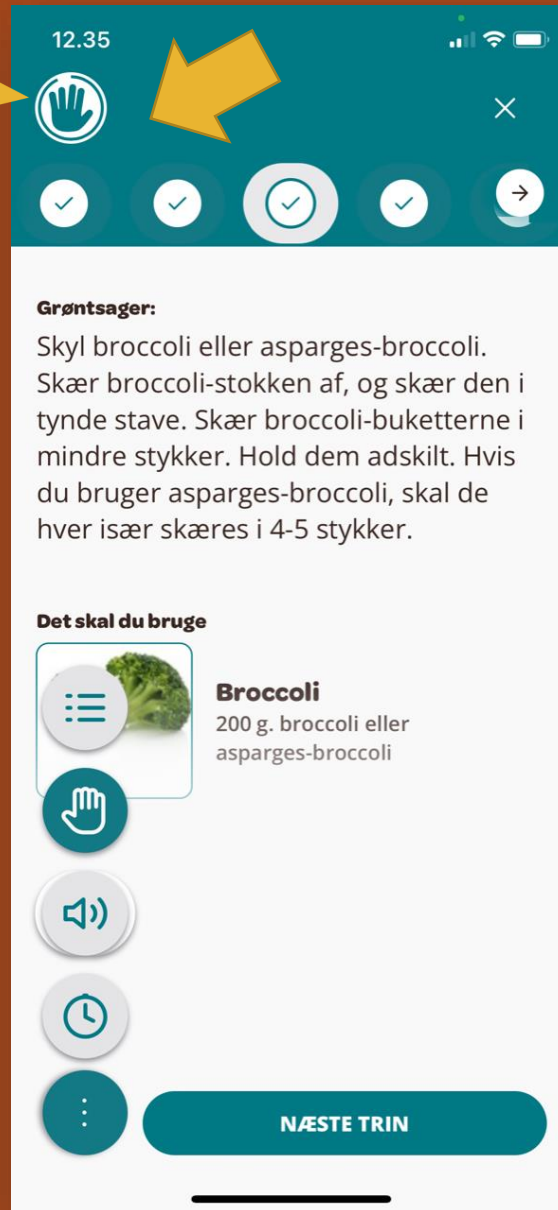 12.35
Grøntsager:
Skyl broccoli eller asparges-broccoli.
Skær broccoli-stokken af, og skær den i
tynde stave. Skær broccoli-buketterne i
mindre stykker. Hold dem adskilt. Hvis
du bruger asparges-broccoli, skal de
hver især skæres i 4-5 stykker.
Det skal du bruge
Broccoli
200 g. broccoli eller
asparges-broccoli
NÆSTE TRIN